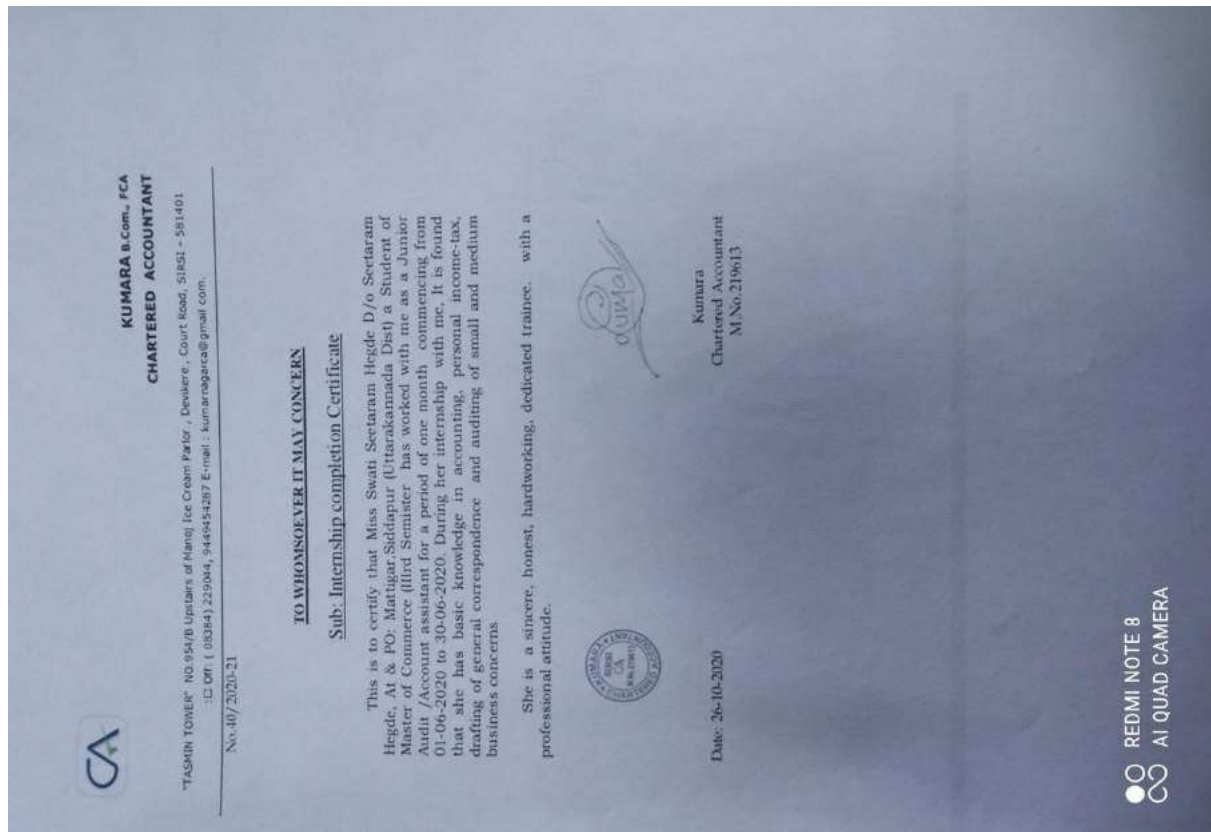 CA
KUMARA B.Com., FCA
CHARTERED ACCOUNTANT
"TASMIN TOWER" NO.954/B Upstairs of Manoj Ice Cream Parlor , Devikere , Court Road, SIRSI - 581401
:☐ Off: ( 08384) 229044, 9449454287 E-mail : kumarnagarca@gmail com.
No.40/2020-21
TO WHOMSOEVER IT MAY CONCERN
Sub: Internship completion Certificate
This is to certify that Miss Swati Seetaram Hegde D/o Seetaram
Hegde, At & PO: Mattigar,Siddapur (Uttarakannada Dist) a Student of
Master of Commerce (IIIrd Semister has worked with me as a Junior
Audit /Account assistant for a period of one month commencing from
01-06-2020 to 30-06-2020. During her internship with me, It is found
that she has basic knowledge in accounting, personal income-tax,
drafting of general correspondence and auditing of small and medium
business concerns
She is a sincere, honest, hardworking, dedicated trainee. with a
professional attitude.
KUMARA
CHARTERED ACCOUNTANT
SIRSI
CA
Kumara
Chartered Accountant
M.No.219613
Date: 26-10-2020
REDMI NOTE 8
AI QUAD CAMERA